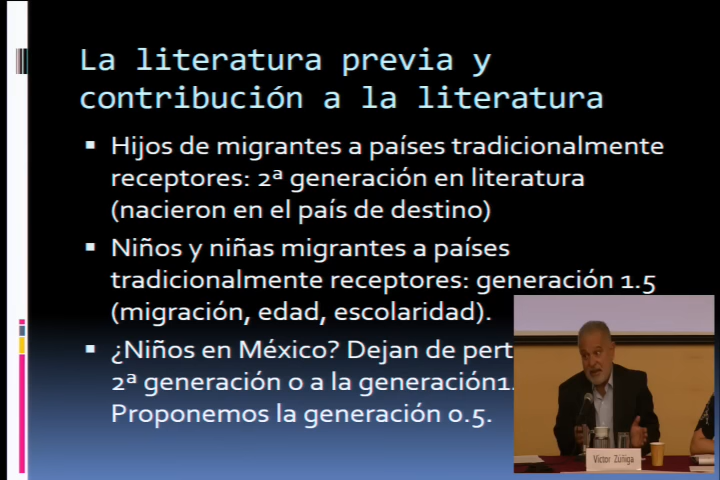 La literatura previa y
contribución a la literatura
▪ Hijos de migrantes a países tradicionalmente
receptores: 2ª generación en literatura
(nacieron en el país de destino)
▪ Niños y niñas migrantes a países
tradicionalmente receptores: generación 1.5
(migración, edad, escolaridad).
▪ ¿Niños en México? Dejan de pert
2ª generación o a la generación1.
Proponemos la generación 0.5.
Víctor Zúñiga